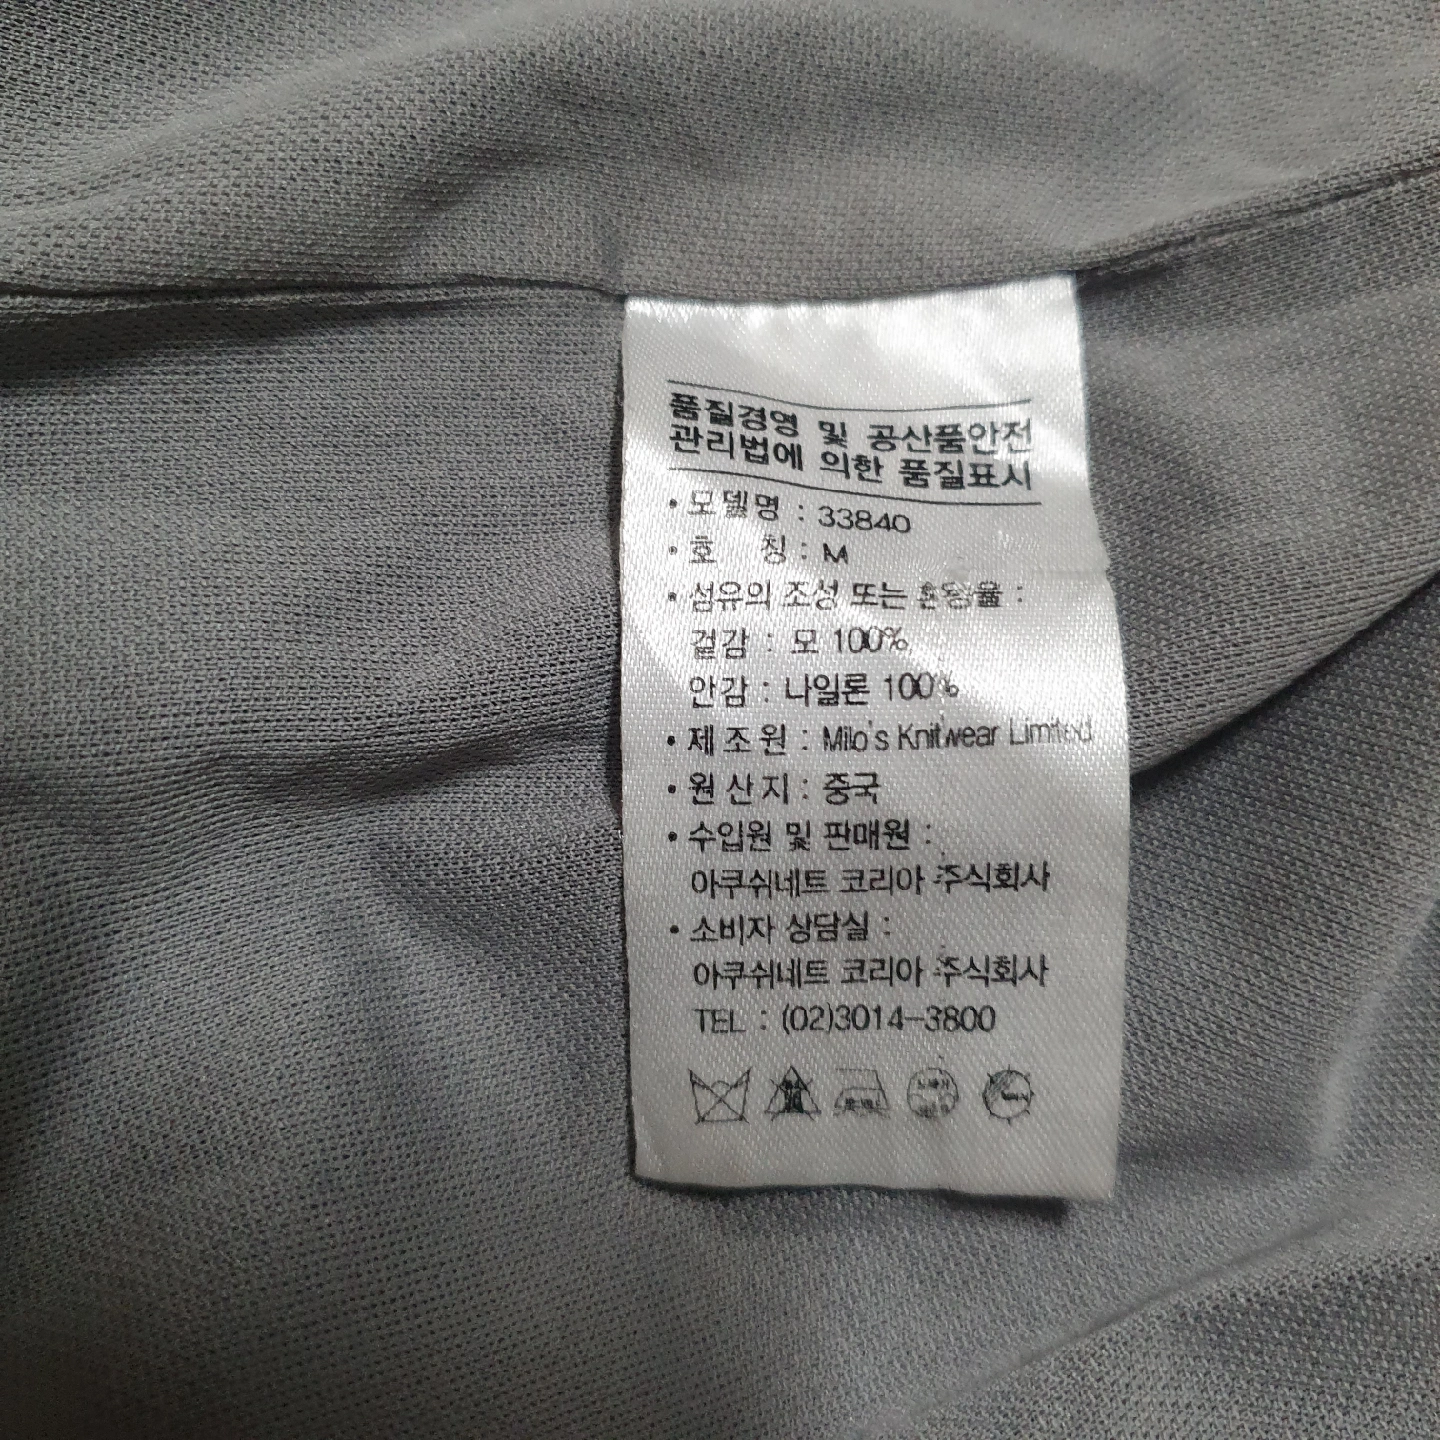 품질경영 및 공산품안전
관리법에 의한 품질표시
• 모델명 : 33840
• 호 칭 : M
• 섬유의 조성 또는 혼용율 :
겉감 : 모 100%
안감 : 나일론 100%
• 제조원 : Milo's Knitwear Limited
• 원산지 : 중국
• 수입원 및 판매원 :
아쿠쉬네트 코리아 주식회사
• 소비자 상담실 :
아쿠쉬네트 코리아 주식회사
TEL : (02)3014-3800